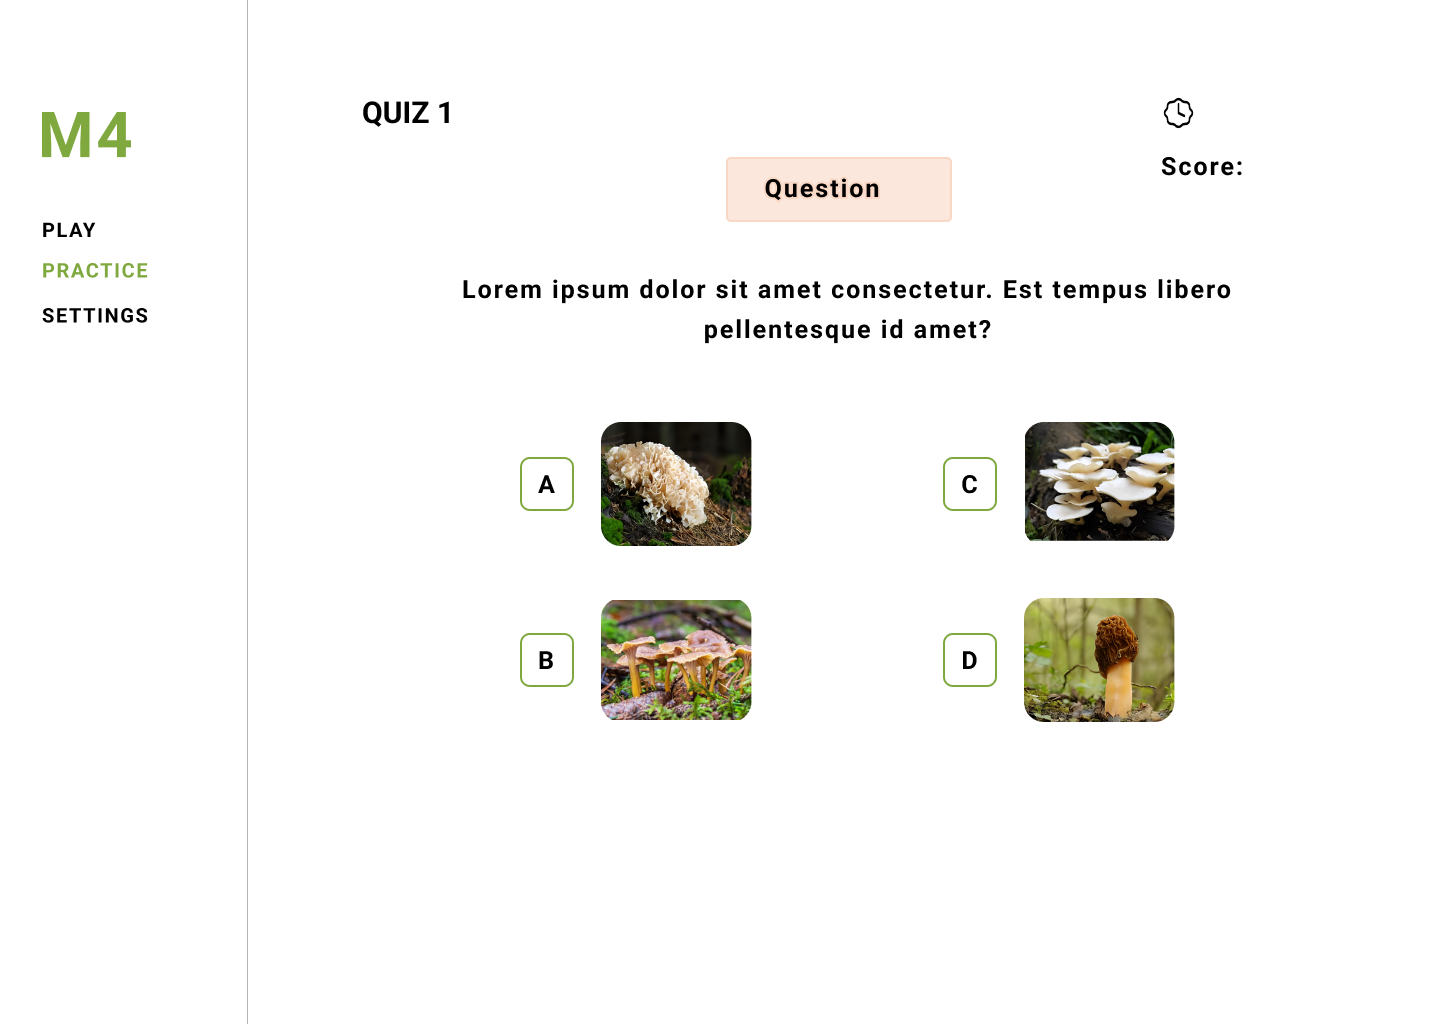 M4
PLAY
PRACTICE
SETTINGS
QUIZ 1
Score:
Question
Lorem ipsum dolor sit amet consectetur. Est tempus libero
pellentesque id amet?
A
C
B
D